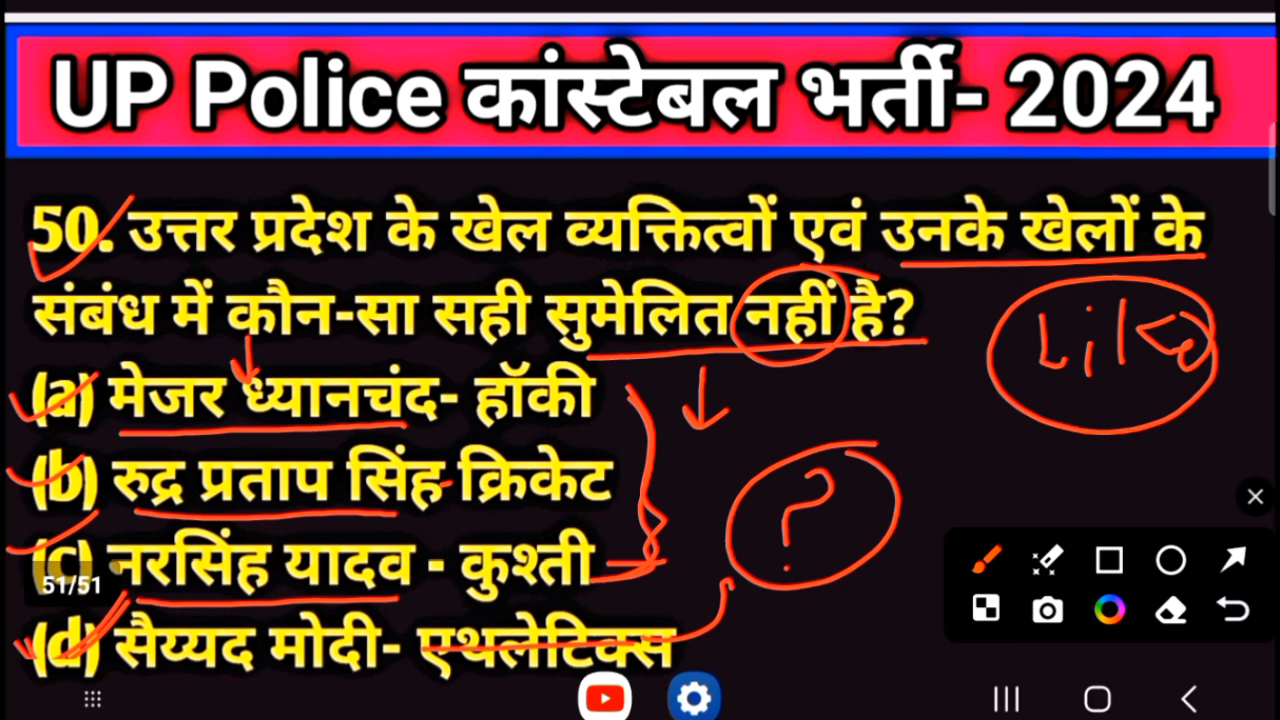 UP Police कांस्टेबल भर्ती- 2024
50. उत्तर प्रदेश के खेल व्यक्तित्वों एवं उनके खेलों के
संबंध में कौन-सा सही सुमेलित नहीं है?
Like
(a) मेजर ध्यानचंद- हॉकी
(b) रुद्र प्रताप सिंह- क्रिकेट
?
(c) नरसिंह यादव - कुश्ती
51/51
(d) सैय्यद मोदी- एथलेटिक्स